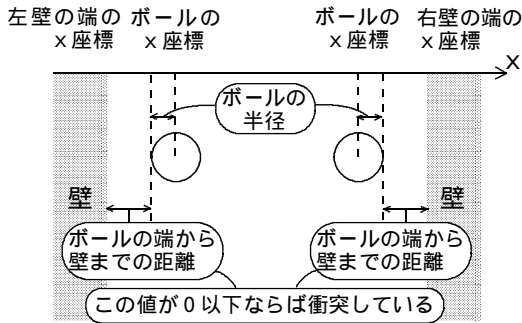 左壁の端の
x座標
ボールの
x座標
ボールの
x座標
右壁の端の
x座標
x
ボールの
半径
壁
壁
ボールの端から
壁までの距離
ボールの端から
壁までの距離
この値が0以下ならば衝突している